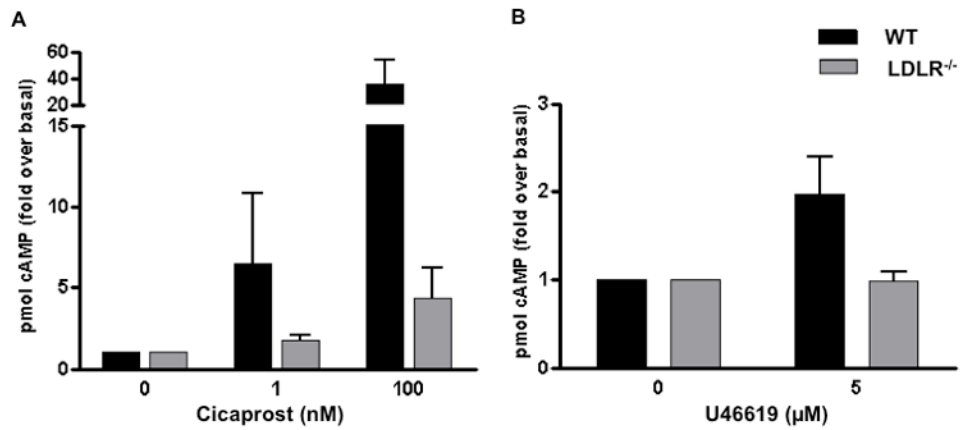 A
pmol cAMP (fold over basal)
60
40
20
15
10
5
0
0 1 100
Cicaprost (nM)
B
WT
LDLR-/-
pmol cAMP (fold over basal)
3
2
1
0
0 5
U46619 (µM)